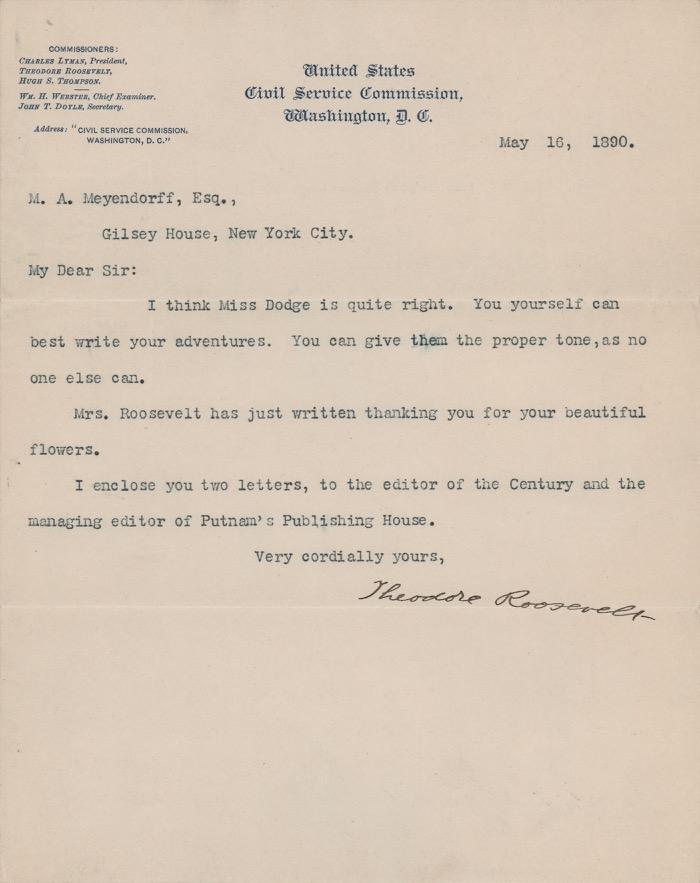 COMMISSIONERS:
CHARLES LYMAN, President,
THEODORE ROOSEVELT,
HUGH S. THOMPSON.
WM. H. WEBSTER, Chief Examiner.
JOHN T. DOYLE, Secretary.
Address: "CIVIL SERVICE COMMISSION,
WASHINGTON, D. C."
United States
Civil Service Commission,
Washington, D. C.
May 16, 1890.
M. A. Meyendorff, Esq.,
Gilsey House, New York City.
My Dear Sir:
I think Miss Dodge is quite right. You yourself can
best write your adventures. You can give them the proper tone,as no
one else can.
Mrs. Roosevelt has just written thanking you for your beautiful
flowers.
I enclose you two letters, to the editor of the Century and the
managing editor of Putnam's Publishing House.
Very cordially yours,
Theodore Roosevelt